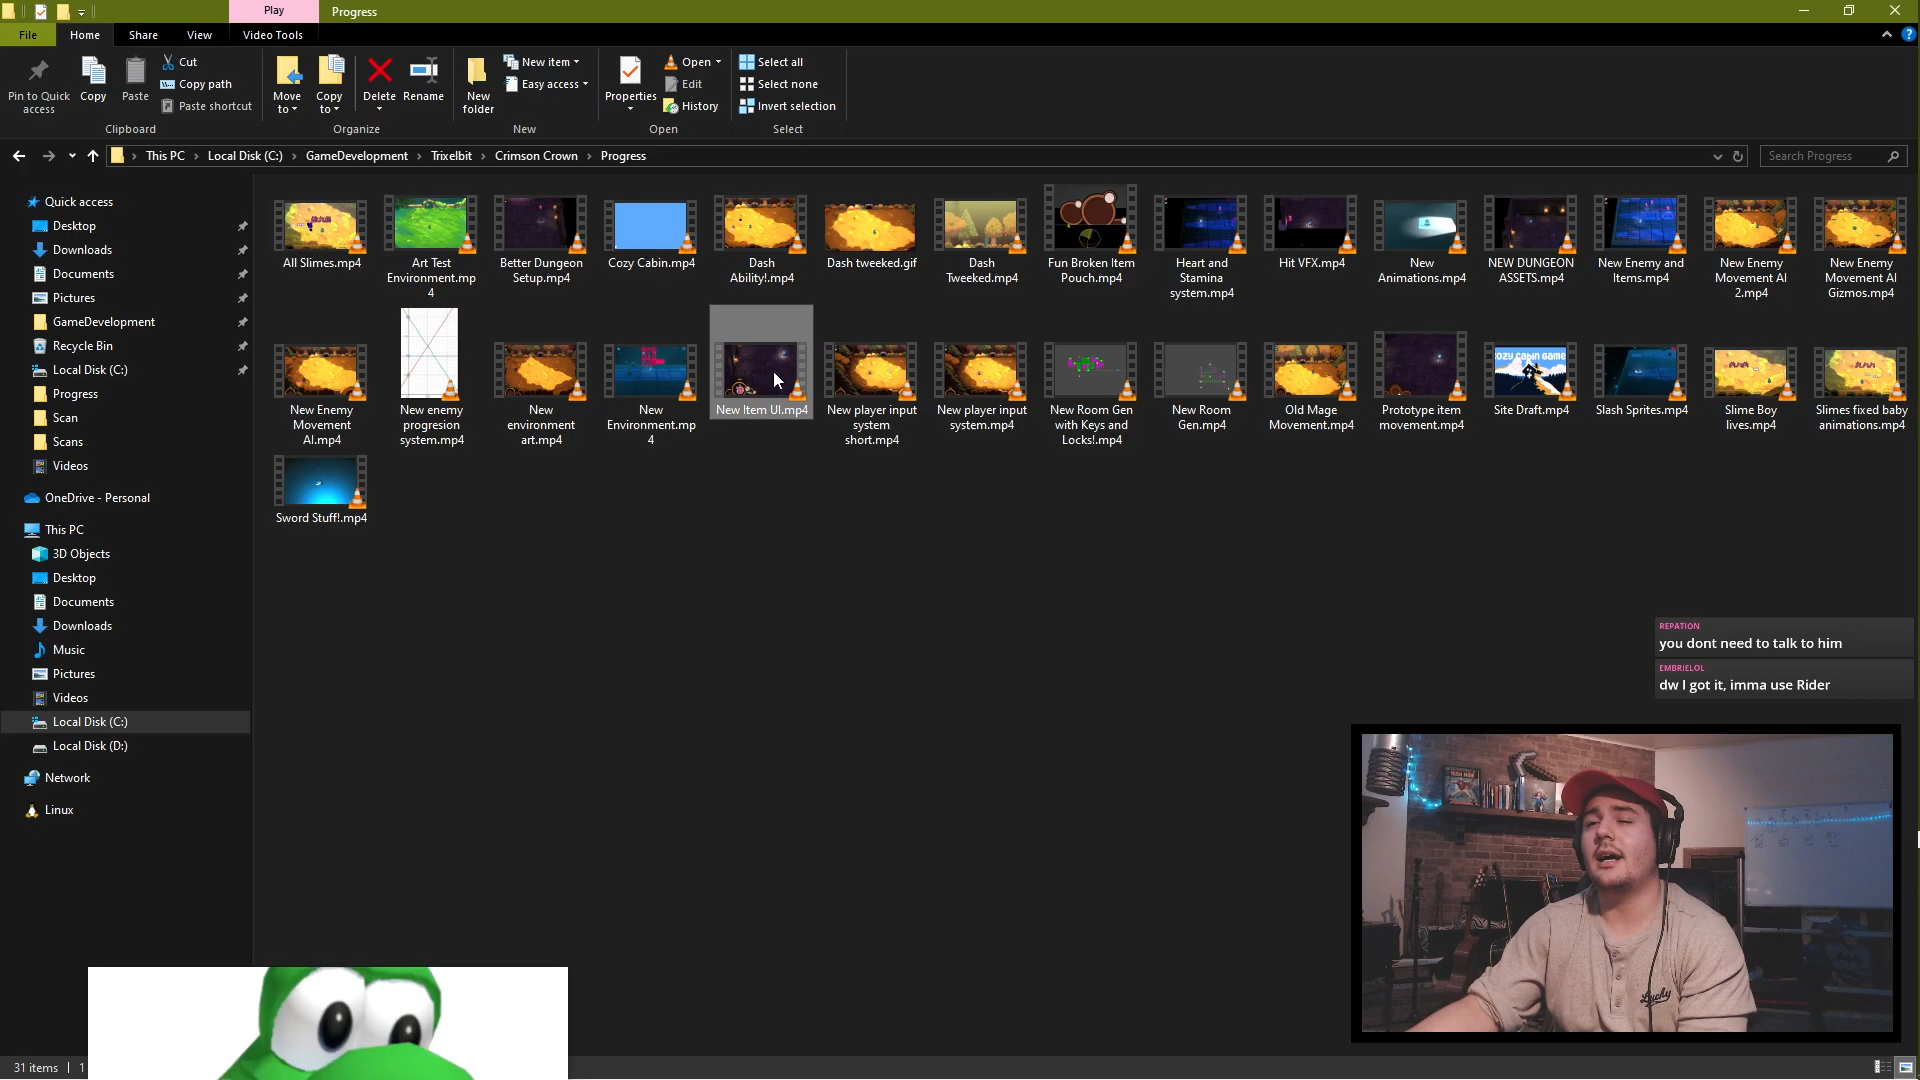 Play
Progress
File
Home
Share
View
Video Tools
Pin to Quick access
Copy
Paste
Cut
Copy path
Paste shortcut
Clipboard
Move to
Copy to
Delete
Rename
Organize
New folder
New item
Easy access
New
Properties
Open
Edit
History
Open
Select all
Select none
Invert selection
Select
This PC
Local Disk (C:)
GameDevelopment
Trixelbit
Crimson Crown
Progress
Search Progress
Quick access
Desktop
Downloads
Documents
Pictures
GameDevelopment
Recycle Bin
Local Disk (C:)
Progress
Scan
Scans
Videos
OneDrive - Personal
This PC
3D Objects
Desktop
Documents
Downloads
Music
Pictures
Videos
Local Disk (C:)
Local Disk (D:)
Network
Linux
All Slimes.mp4
Art Test
Environment.mp
4
Better Dungeon
Setup.mp4
Cozy Cabin.mp4
Dash
Ability!.mp4
Dash tweeked.gif
Dash
Tweeked.mp4
Fun Broken Item
Pouch.mp4
Heart and
Stamina
system.mp4
Hit VFX.mp4
New
Animations.mp4
NEW DUNGEON
ASSETS.mp4
New Enemy and
Items.mp4
New Enemy
Movement AI
2.mp4
New Enemy
Movement AI
Gizmos.mp4
New Enemy
Movement
AI.mp4
New enemy
progresion
system.mp4
New
environment
art.mp4
New
Environment.mp
4
New Item UI.mp4
New player input
system
short.mp4
New player input
system.mp4
New Room Gen
with Keys and
Locks!.mp4
New Room
Gen.mp4
Old Mage
Movement.mp4
Prototype item
movement.mp4
COZY CABIN GAME
Site Draft.mp4
Slash Sprites.mp4
Slime Boy
lives.mp4
Slimes fixed baby
animations.mp4
Sword Stuff!.mp4
REPATION
you dont need to talk to him
EMBRIELOL
dw I got it, imma use Rider
Lucky
31 items
1